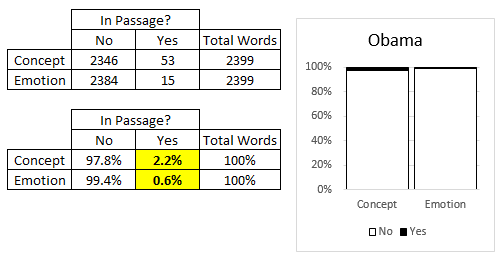 In Passage?
No Yes Total Words
Concept 2346 53 2399
Emotion 2384 15 2399
In Passage?
No Yes Total Words
Concept 97.8% 2.2% 100%
Emotion 99.4% 0.6% 100%
Obama
100%
80%
60%
40%
20%
0%
Concept Emotion
No Yes